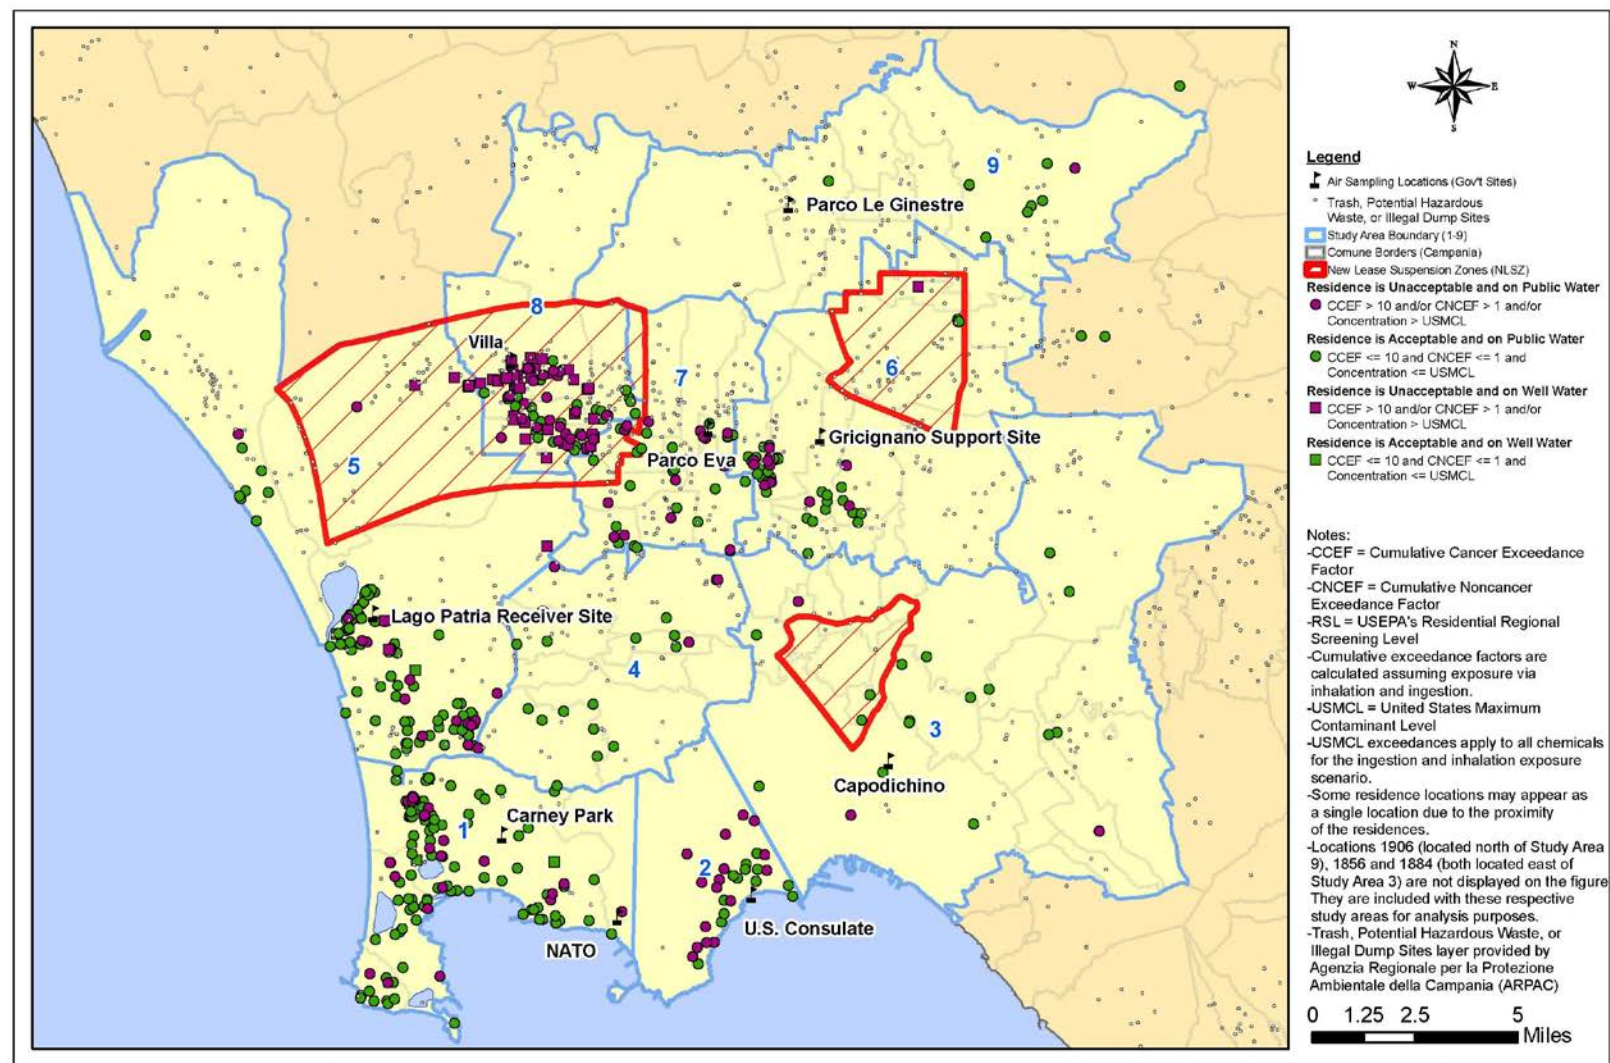 9
Parco Le Ginestre
8
Villa
7
6
Gricignano Support Site
Parco Eva
5
Lago Patria Receiver Site
4
3
Capodichino
Carney Park
1
2
U.S. Consulate
NATO
N
W
E
S
Legend
Air Sampling Locations (Gov't Sites)
Trash, Potential Hazardous
Waste, or Illegal Dump Sites
Study Area Boundary (1-9)
Comune Borders (Campania)
New Lease Suspension Zones (NLSZ)
Residence is Unacceptable and on Public Water
CCEF > 10 and/or CNCEF > 1 and/or
Concentration > USMCL
Residence is Acceptable and on Public Water
CCEF <= 10 and CNCEF <= 1 and
Concentration <= USMCL
Residence is Unacceptable and on Well Water
CCEF > 10 and/or CNCEF > 1 and/or
Concentration > USMCL
Residence is Acceptable and on Well Water
CCEF <= 10 and CNCEF <= 1 and
Concentration <= USMCL
Notes:
-CCEF = Cumulative Cancer Exceedance
Factor
-CNCEF = Cumulative Noncancer
Exceedance Factor
-RSL = USEPA's Residential Regional
Screening Level
-Cumulative exceedance factors are
calculated assuming exposure via
inhalation and ingestion.
-USMCL = United States Maximum
Contaminant Level
-USMCL exceedances apply to all chemicals
for the ingestion and inhalation exposure
scenario.
-Some residence locations may appear as
a single location due to the proximity
of the residences.
-Locations 1906 (located north of Study Area
9), 1856 and 1884 (both located east of
Study Area 3) are not displayed on the figure
They are included with these respective
study areas for analysis purposes.
-Trash, Potential Hazardous Waste, or
Illegal Dump Sites layer provided by
Agenzia Regionale per la Protezione
Ambientale della Campania (ARPAC)
0 1.25 2.5 5
Miles